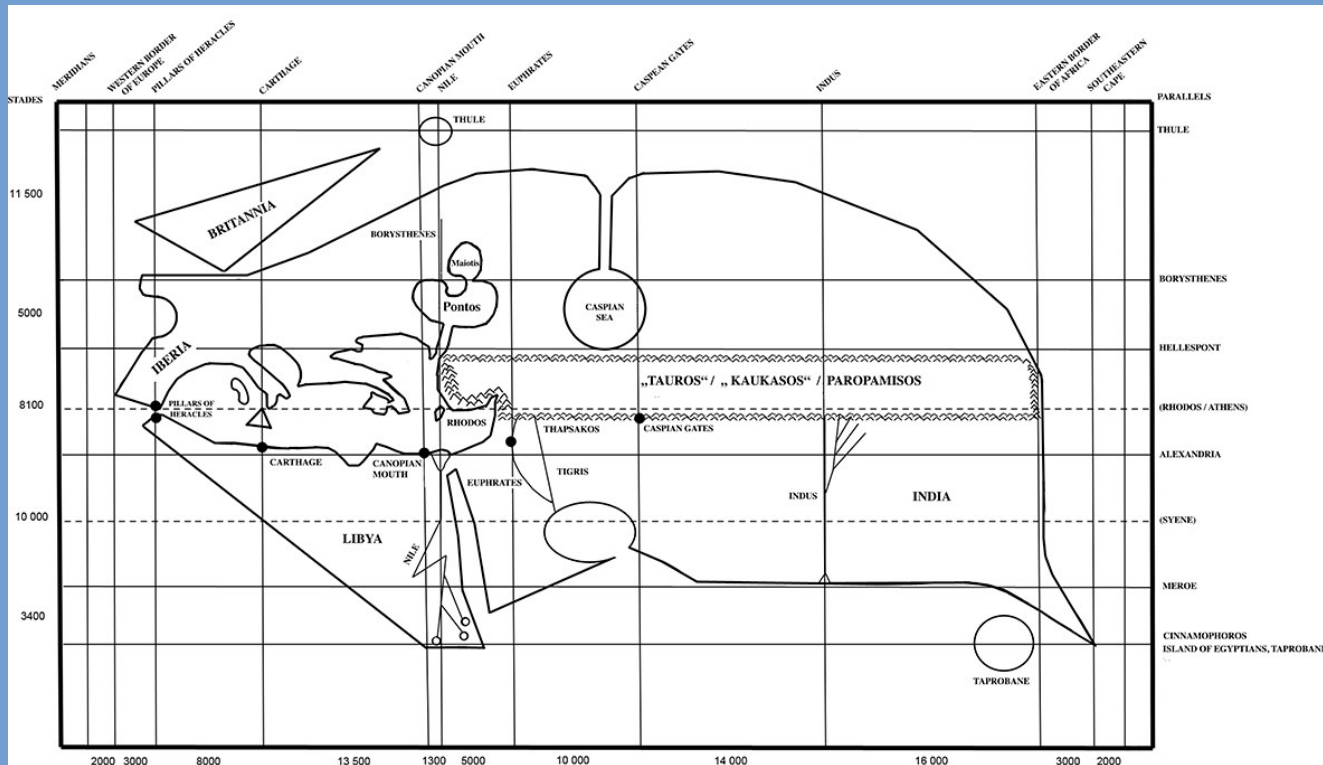 MERIDIANS
WESTERN BORDER
OF EUROPE
PILLARS OF HERACLES
CARTHAGE
CANOPIAN MOUTH
NILE
EUPHRATES
CASPEAN GATES
INDUS
EASTERN BORDER
OF AFRICA
SOUTHEASTERN
CAPE
STADES
PARALLELS
THULE
THULE
11 500
BRITANNIA
BORYSTHENES
Maiotis
BORYSTHENES
Pontos
CASPIAN
SEA
5000
HELLESPONT
IBERIA
„TAUROS“ / „ KAUKASOS“ / PAROPAMISOS
8100
PILLARS OF
HERACLES
(RHODOS / ATHENS)
RHODOS
THAPSAKOS
CASPIAN GATES
CARTHAGE
CANOPIAN
MOUTH
ALEXANDRIA
EUPHRATES
TIGRIS
INDUS
INDIA
10 000
(SYENE)
LIBYA
NILE
MEROE
3400
CINNAMOPHOROS
ISLAND OF EGYPTIANS, TAPROBANE
TAPROBANE
2000 3000 8000 13 500 1300 5000 10 000 14 000 16 000 3000 2000